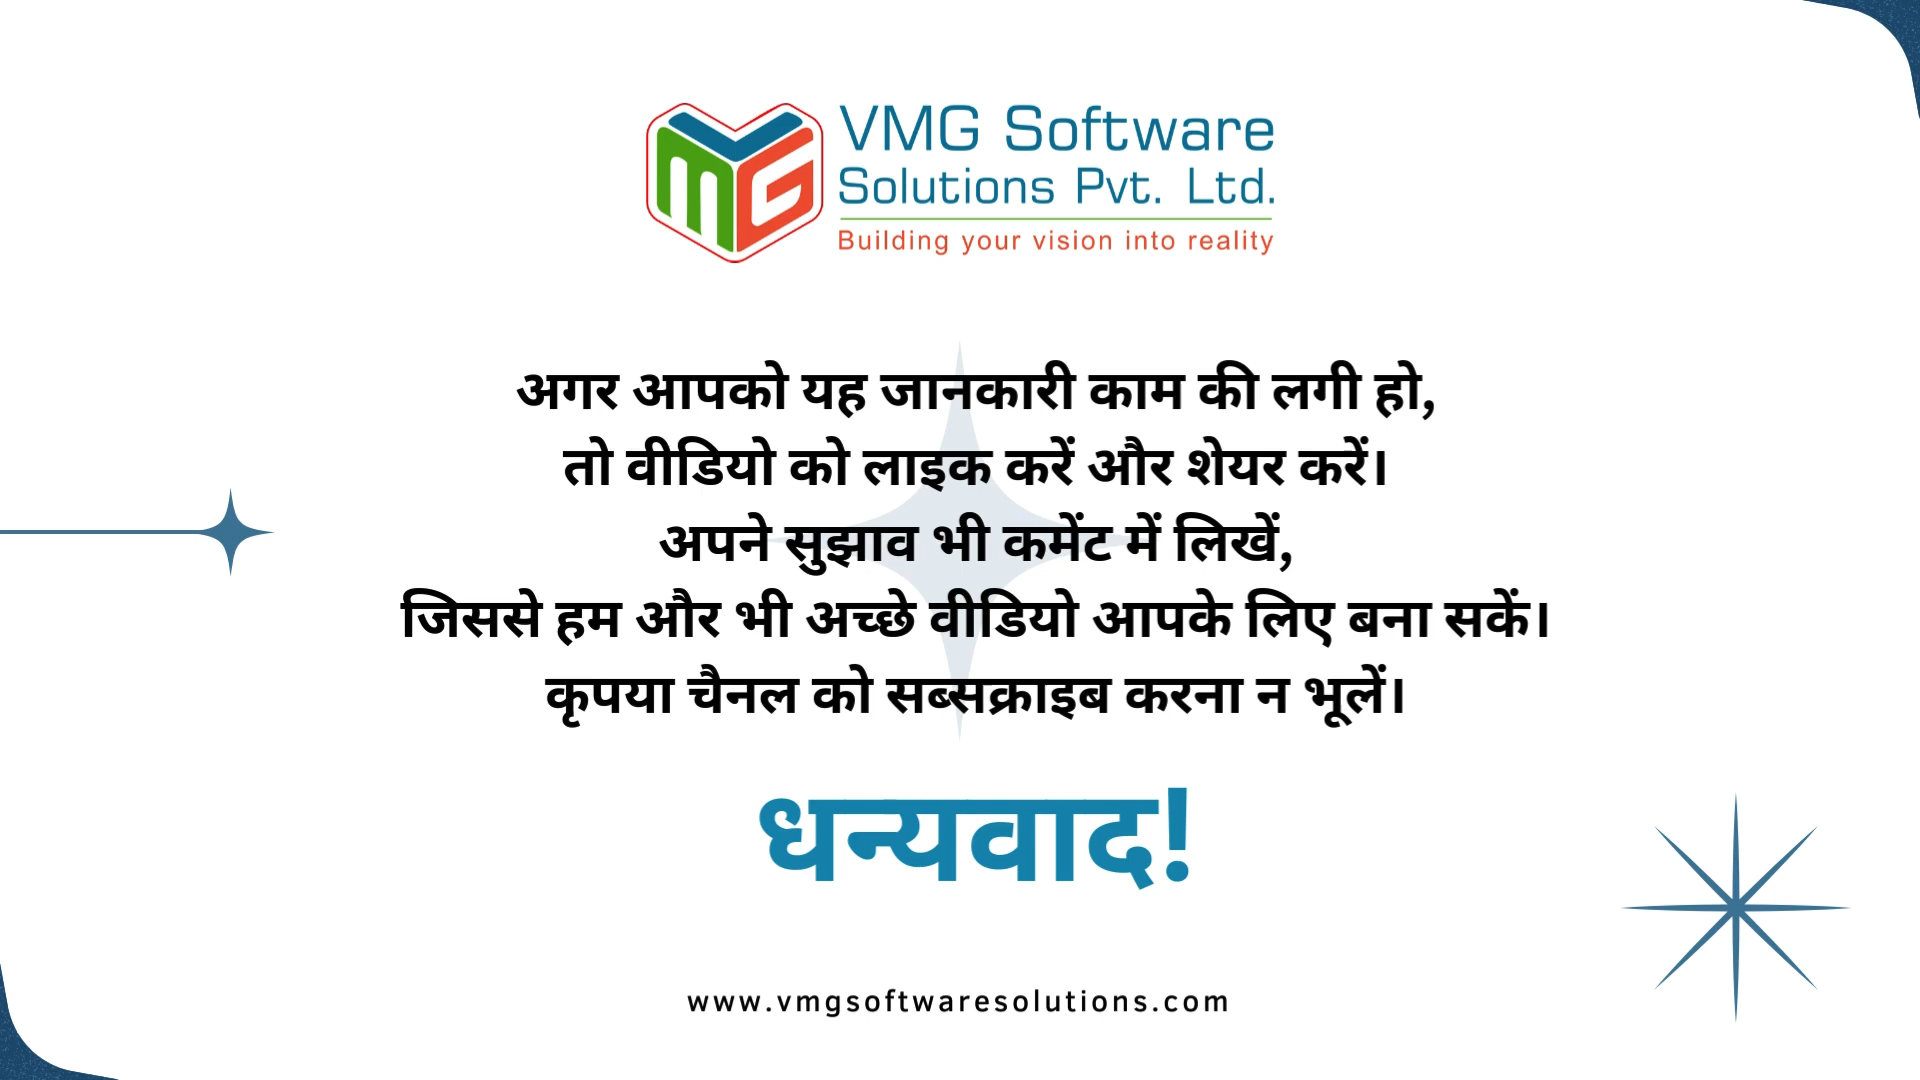 VMG Software
Solutions Pvt. Ltd.
Building your vision into reality
अगर आपको यह जानकारी काम की लगी हो,
तो वीडियो को लाइक करें और शेयर करें।
अपने सुझाव भी कमेंट में लिखें,
जिससे हम और भी अच्छे वीडियो आपके लिए बना सकें।
कृपया चैनल को सब्सक्राइब करना न भूलें।
धन्यवाद!
www.vmgsoftwaresolutions.com